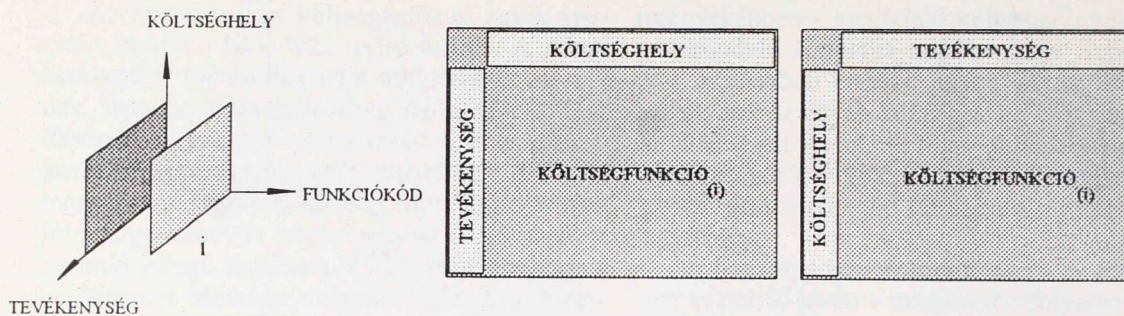 KÖLTSÉGHELY
FUNKCIÓKÓD
i
TEVÉKENYSÉG
KÖLTSÉGHELY
TEVÉKENYSÉG
KÖLTSÉGFUNKCIÓ(i)
TEVÉKENYSÉG
KÖLTSÉGHELY
KÖLTSÉGFUNKCIÓ(i)